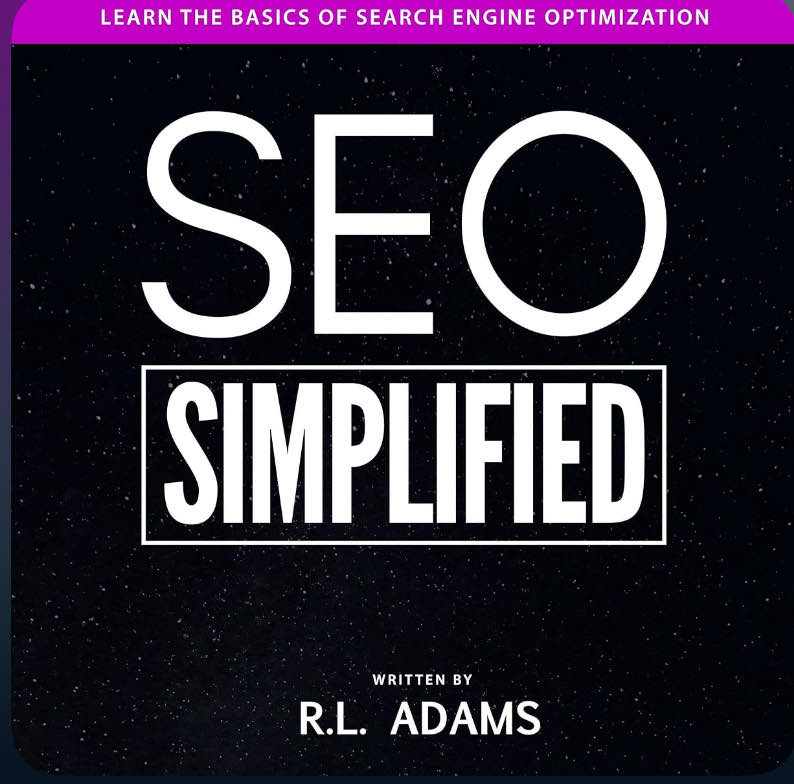 LEARN THE BASICS OF SEARCH ENGINE OPTIMIZATION
SEO
SIMPLIFIED
WRITTEN BY
R.L. ADAMS